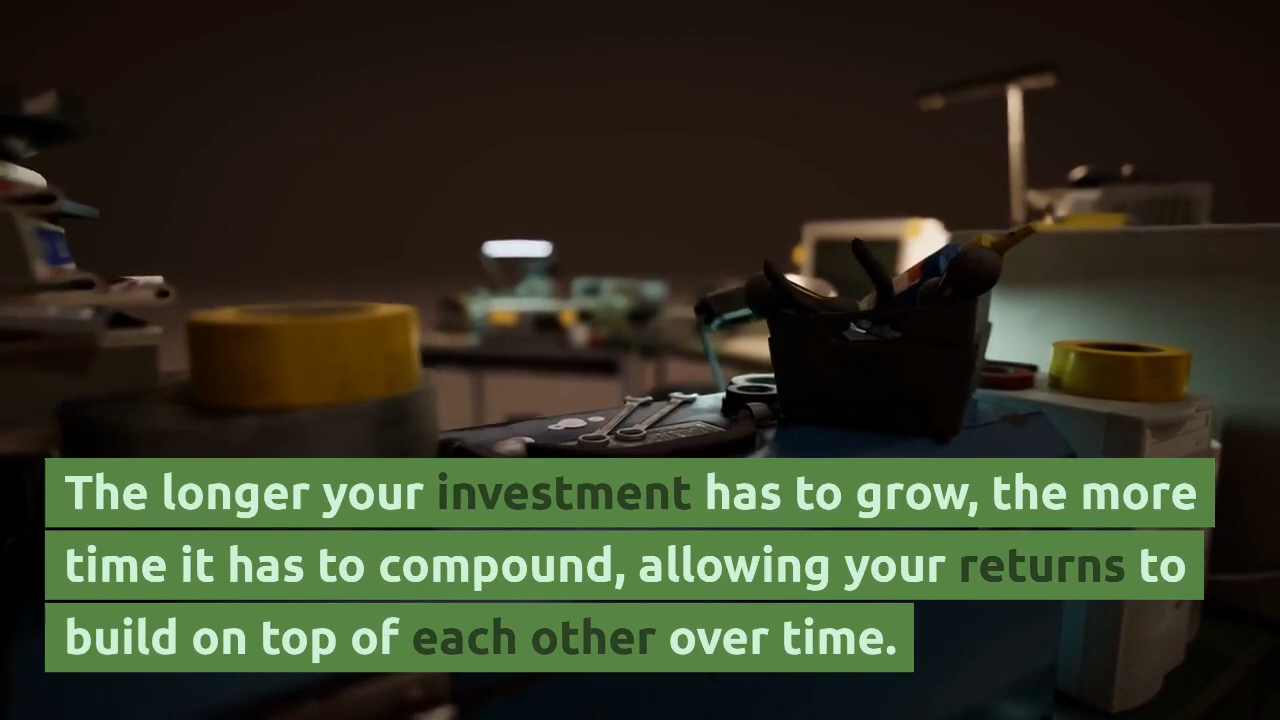 The longer your investment has to grow, the more
time it has to compound, allowing your returns to
build on top of each other over time.